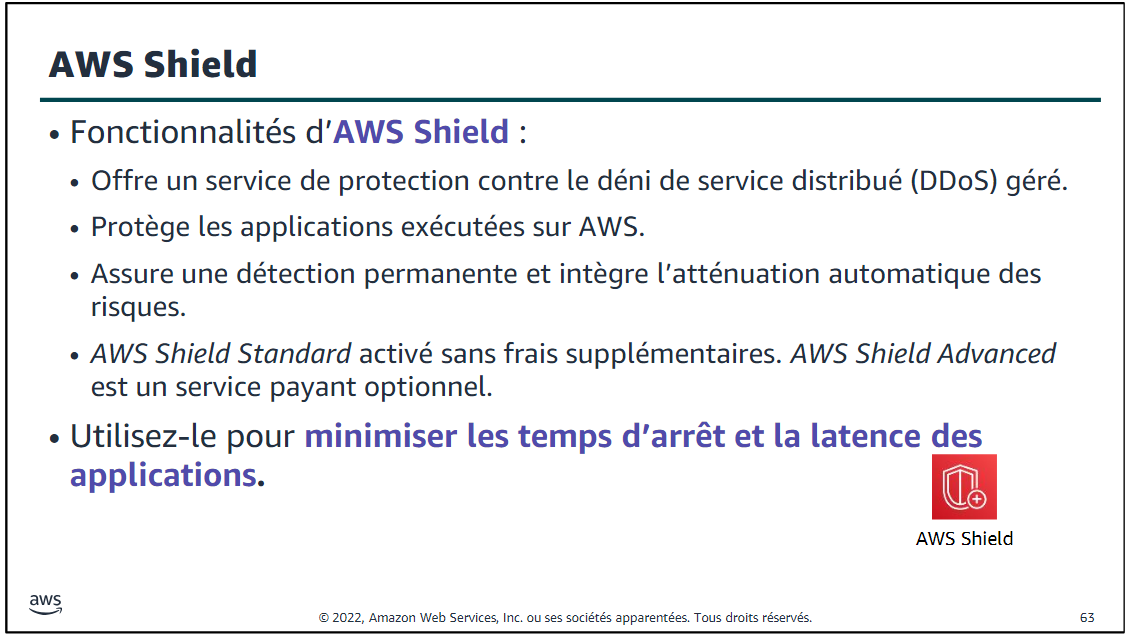 AWS Shield
• Fonctionnalités d’AWS Shield :
• Offre un service de protection contre le déni de service distribué (DDoS) géré.
• Protège les applications exécutées sur AWS.
• Assure une détection permanente et intègre l’atténuation automatique des
risques.
• AWS Shield Standard activé sans frais supplémentaires. AWS Shield Advanced
est un service payant optionnel.
• Utilisez-le pour minimiser les temps d’arrêt et la latence des
applications.
AWS Shield
aws
© 2022, Amazon Web Services, Inc. ou ses sociétés apparentées. Tous droits réservés.
63